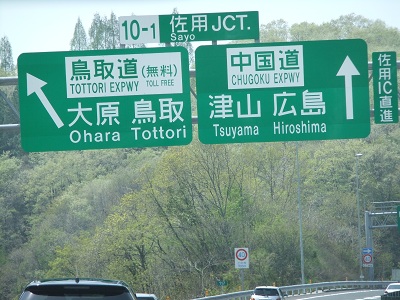 10-1 佐用 JCT.
Sayo
鳥取道 (無料)
TOTTORI EXPWY TOLL FREE
大原 鳥取
Ohara Tottori
中国道
CHUGOKU EXPWY
津山 広島
Tsuyama Hiroshima
佐用IC直進